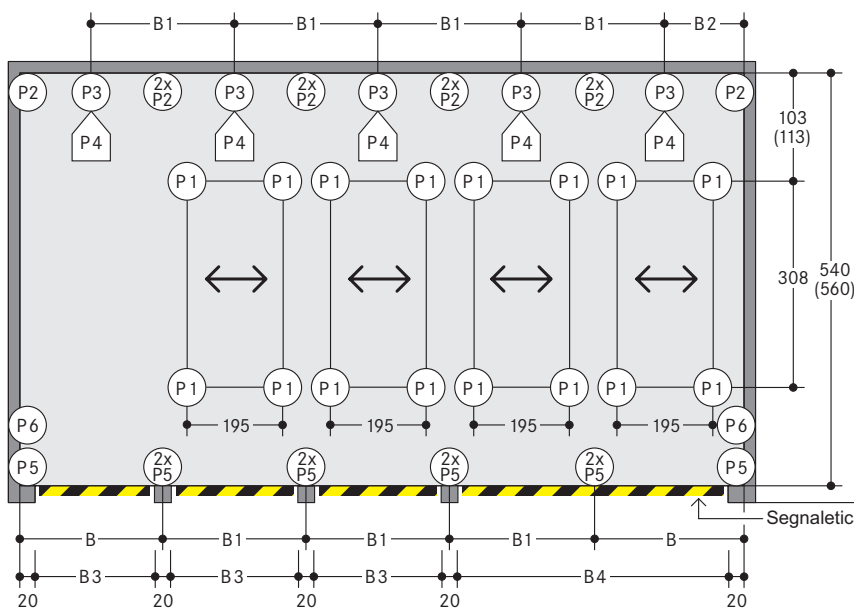 B1 B1 B1 B1 B2
P2 P3 2x P2 P3 2x P2 P3 2x P2 P3 2x P2 P3 P2
P4 P4 P4 P4 P4
103
(113)
P1 P1 P1 P1 P1 P1 P1 P1
308
540
(560)
P1 P1 P1 P1 P1 P1 P1 P1
195 195 195 195
P6 P6
P5 2x P5 2x P5 2x P5 2x P5 P5
Segnaletic
B B1 B1 B1 B
B3 B3 B3 B4
20 20 20 20 20